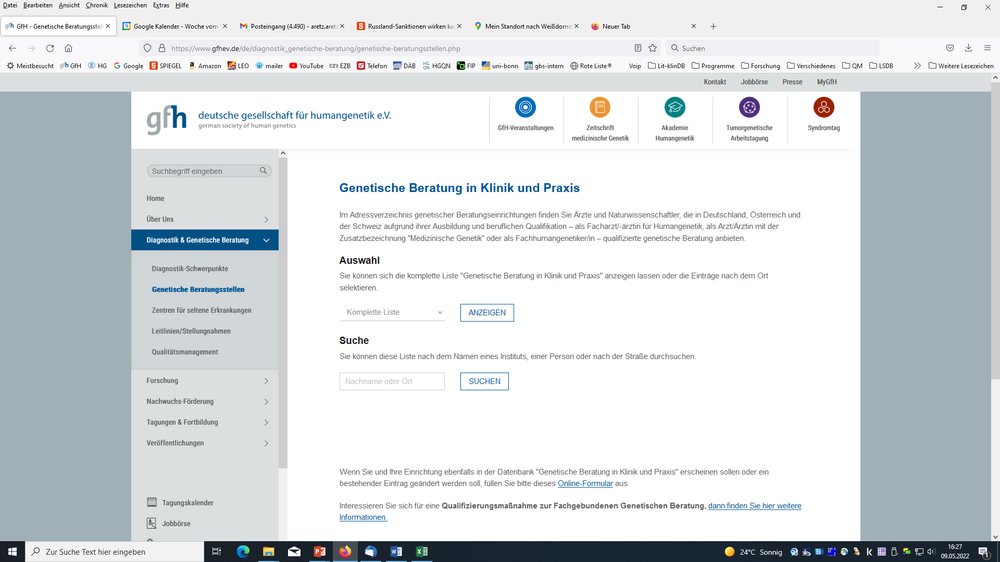 Datei Bearbeiten Ansicht Chronik Lesezeichen Extras Hilfe
gfh GfH - Genetische Beratungsstell
Google Kalender - Woche vom
Posteingang (4.490) - aretz.aretz
Russland-Sanktionen wirken ka
Mein Standort nach Weißdornst
Neuer Tab
https://www.gfhev.de/de/diagnostik_genetische-beratung/genetische-beratungsstellen.php
Suchen
Meistbesucht gfh GfH HG Google SPIEGEL Amazon LEO mailer YouTube EZB EZB Telefon DÄB HGQN HGQN FIP uni-bonn gbs gbs-intern Rote Liste® Voip Lit-klinDB Programme Forschung Verschiedenes QM LSDB Weitere Lesezeichen
Kontakt Jobbörse Presse MyGfH
gfh deutsche gesellschaft für humangenetik e.V.
german society of human genetics
GfH-Veranstaltungen
Zeitschrift
medizinische Genetik
Akademie
Humangenetik
Tumorgenetische
Arbeitstagung
Syndromtag
Suchbegriff eingeben
Home
Über Uns
Diagnostik & Genetische Beratung
Diagnostik-Schwerpunkte
Genetische Beratungsstellen
Zentren für seltene Erkrankungen
Leitlinien/Stellungnahmen
Qualitätsmanagement
Forschung
Nachwuchs-Förderung
Tagungen & Fortbildung
Veröffentlichungen
Tagungskalender
Jobbörse
Genetische Beratung in Klinik und Praxis
Im Adressverzeichnis genetischer Beratungseinrichtungen finden Sie Ärzte und Naturwissenschaftler, die in Deutschland, Österreich und
der Schweiz aufgrund ihrer Ausbildung und beruflichen Qualifikation – als Facharzt/-ärztin für Humangenetik, als Arzt/Ärztin mit der
Zusatzbezeichnung "Medizinische Genetik" oder als Fachhumangenetiker/in – qualifizierte genetische Beratung anbieten.
Auswahl
Sie können sich die komplette Liste "Genetische Beratung in Klinik und Praxis" anzeigen lassen oder die Einträge nach dem Ort
selektieren.
Komplette Liste
ANZEIGEN
Suche
Sie können diese Liste nach dem Namen eines Instituts, einer Person oder nach der Straße durchsuchen.
Nachname oder Ort
SUCHEN
Wenn Sie und Ihre Einrichtung ebenfalls in der Datenbank "Genetische Beratung in Klinik und Praxis" erscheinen sollen oder ein
bestehender Eintrag geändert werden soll, füllen Sie bitte dieses Online-Formular aus.
Interessieren Sie sich für eine Qualifizierungsmaßnahme zur Fachgebundenen Genetischen Beratung, dann finden Sie hier weitere
Informationen.
Zur Suche Text hier eingeben
24°C Sonnig
16:27
09.05.2022
1